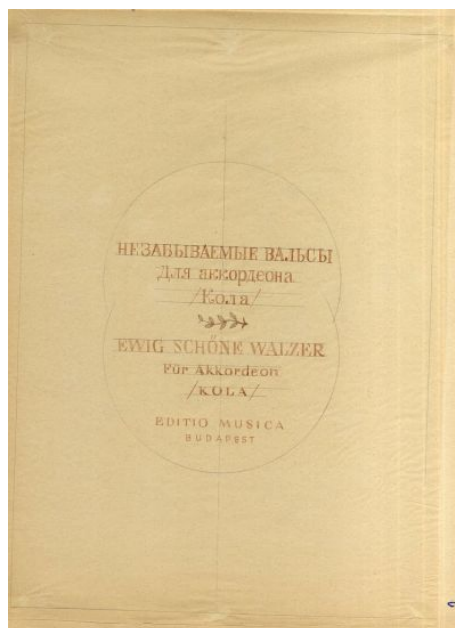 НЕЗАБЫВАЕМЫЕ ВАЛЬСЫ
Для аккордеона
/Кола/
EWIG SCHÖNE WALZER
Für Akkordeon
/KOLA/
EDITIO MUSICA
BUDAPEST